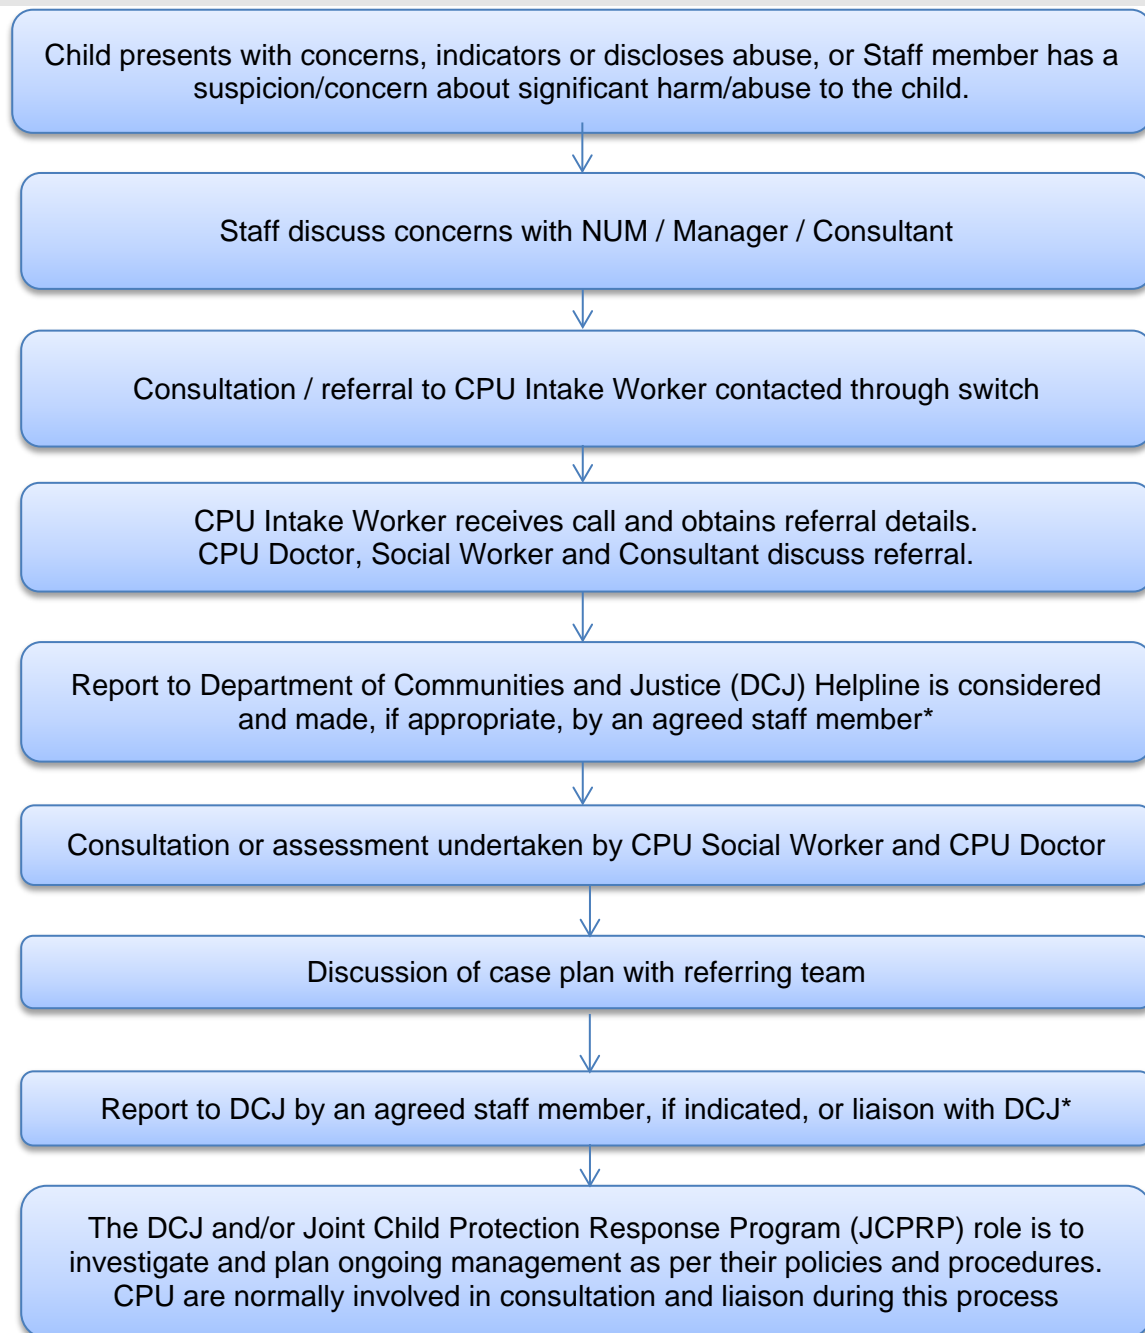 Child presents with concerns, indicators or discloses abuse, or Staff member has a
suspicion/concern about significant harm/abuse to the child.
Staff discuss concerns with NUM / Manager / Consultant
Consultation / referral to CPU Intake Worker contacted through switch
CPU Intake Worker receives call and obtains referral details.
CPU Doctor, Social Worker and Consultant discuss referral.
Report to Department of Communities and Justice (DCJ) Helpline is considered
and made, if appropriate, by an agreed staff member*
Consultation or assessment undertaken by CPU Social Worker and CPU Doctor
Discussion of case plan with referring team
Report to DCJ by an agreed staff member, if indicated, or liaison with DCJ*
The DCJ and/or Joint Child Protection Response Program (JCPRP) role is to
investigate and plan ongoing management as per their policies and procedures.
CPU are normally involved in consultation and liaison during this process